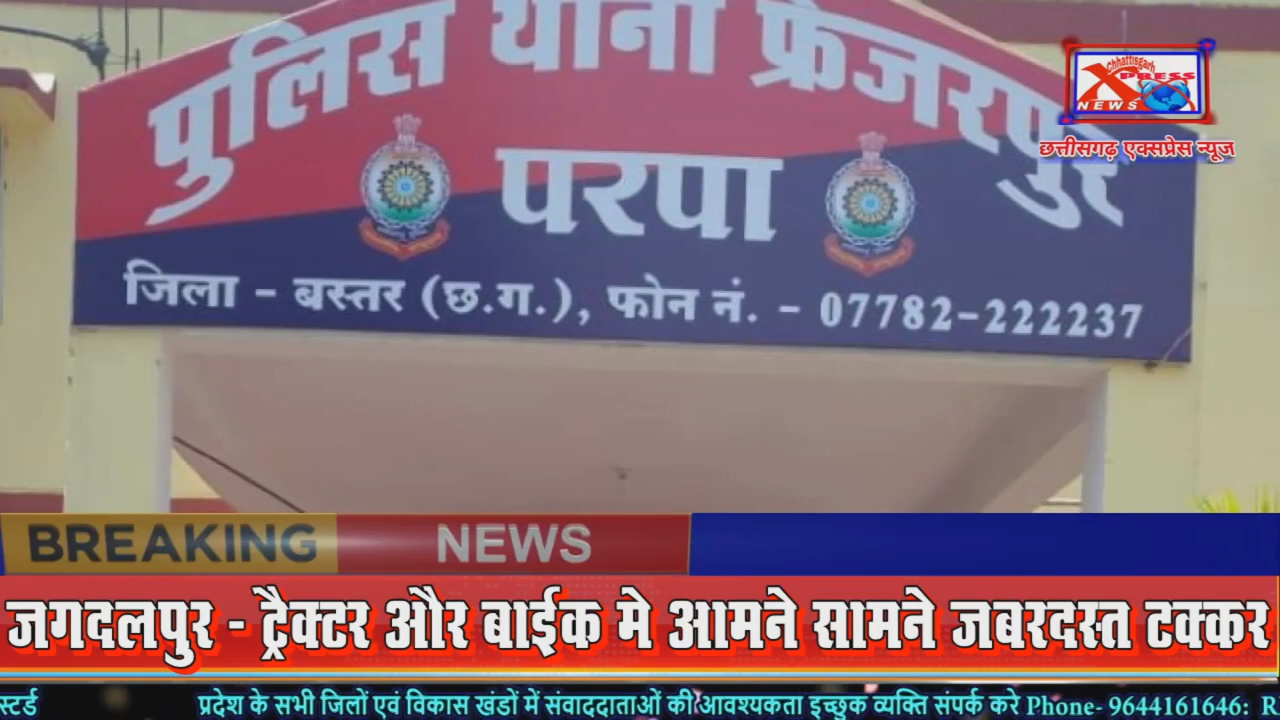 पुलिस थाना फ्रेजरपुर
परपा
जिला - बस्तर (छ.ग.), फोन नं. - 07782-222237
Chhattisgarh
XPRESS
NEWS
छत्तीसगढ़ एक्सप्रेस न्यूज
BREAKING NEWS
जगदलपुर - ट्रैक्टर और बाईक मे आमने सामने जबरदस्त टक्कर
स्टर्ड प्रदेश के सभी जिलों एवं विकास खंडों में संवाददाताओं की आवश्यकता इच्छुक व्यक्ति संपर्क करे Phone- 9644161646: R